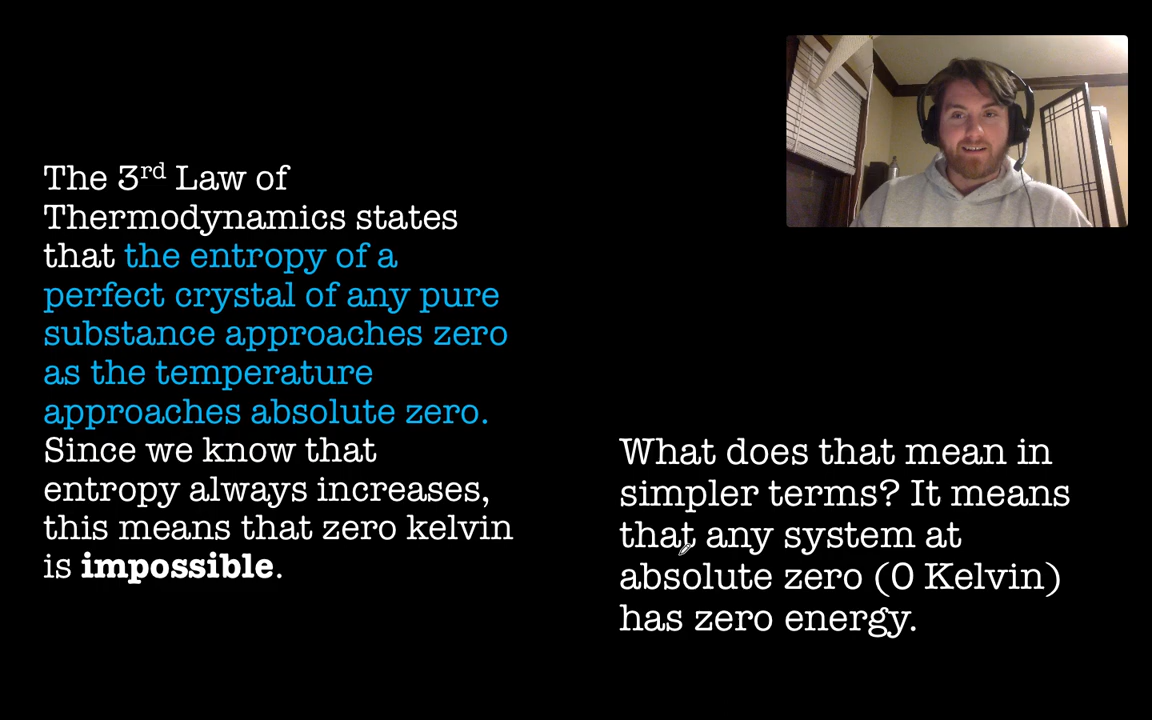 The 3rd Law of
Thermodynamics states
that the entropy of a
perfect crystal of any pure
substance approaches zero
as the temperature
approaches absolute zero.
Since we know that
entropy always increases,
this means that zero kelvin
is impossible.
What does that mean in
simpler terms? It means
that any system at
absolute zero (0 Kelvin)
has zero energy.